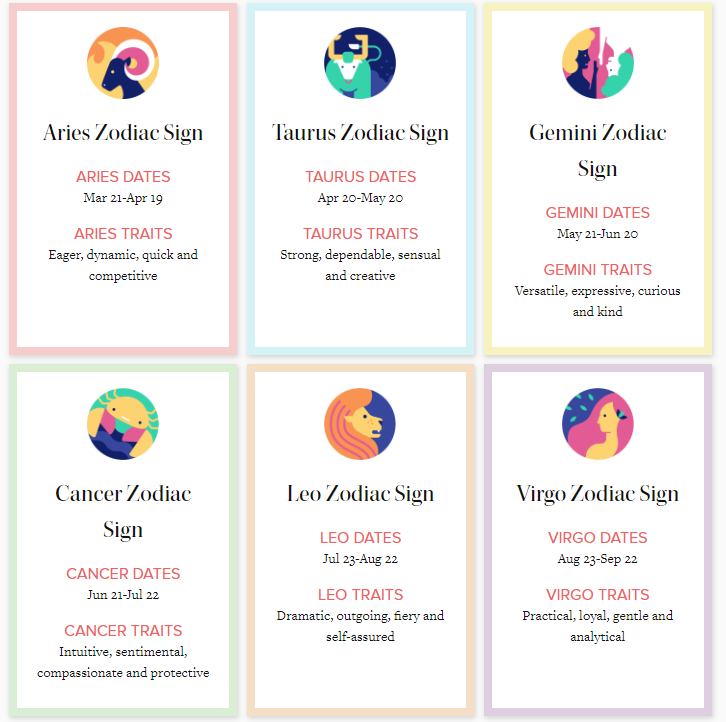 Aries Zodiac Sign
ARIES DATES
Mar 21-Apr 19
ARIES TRAITS
Eager, dynamic, quick and
competitive
Taurus Zodiac Sign
TAURUS DATES
Apr 20-May 20
TAURUS TRAITS
Strong, dependable, sensual
and creative
Gemini Zodiac
Sign
GEMINI DATES
May 21-Jun 20
GEMINI TRAITS
Versatile, expressive, curious
and kind
Cancer Zodiac
Sign
CANCER DATES
Jun 21-Jul 22
CANCER TRAITS
Intuitive, sentimental,
compassionate and protective
Leo Zodiac Sign
LEO DATES
Jul 23-Aug 22
LEO TRAITS
Dramatic, outgoing, fiery and
self-assured
Virgo Zodiac Sign
VIRGO DATES
Aug 23-Sep 22
VIRGO TRAITS
Practical, loyal, gentle and
analytical